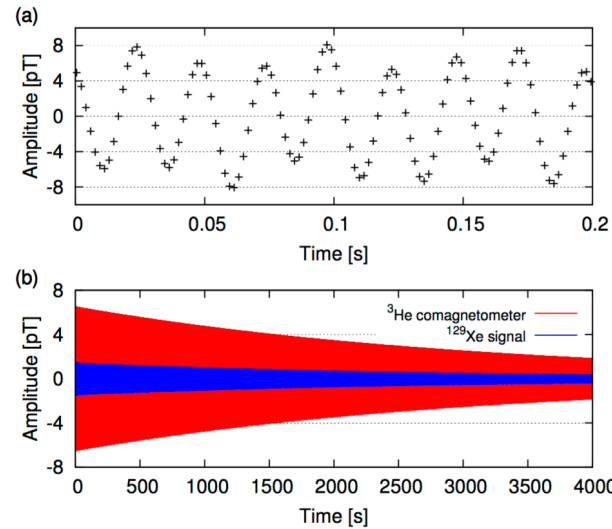 (a)
8
4
0
-4
-8
Amplitude [pT]
0 0.05 0.1 0.15 0.2
Time [s]
(b)
8
4
0
-4
-8
Amplitude [pT]
³He comagnetometer
¹²⁹Xe signal
0 500 1000 1500 2000 2500 3000 3500 4000
Time [s]